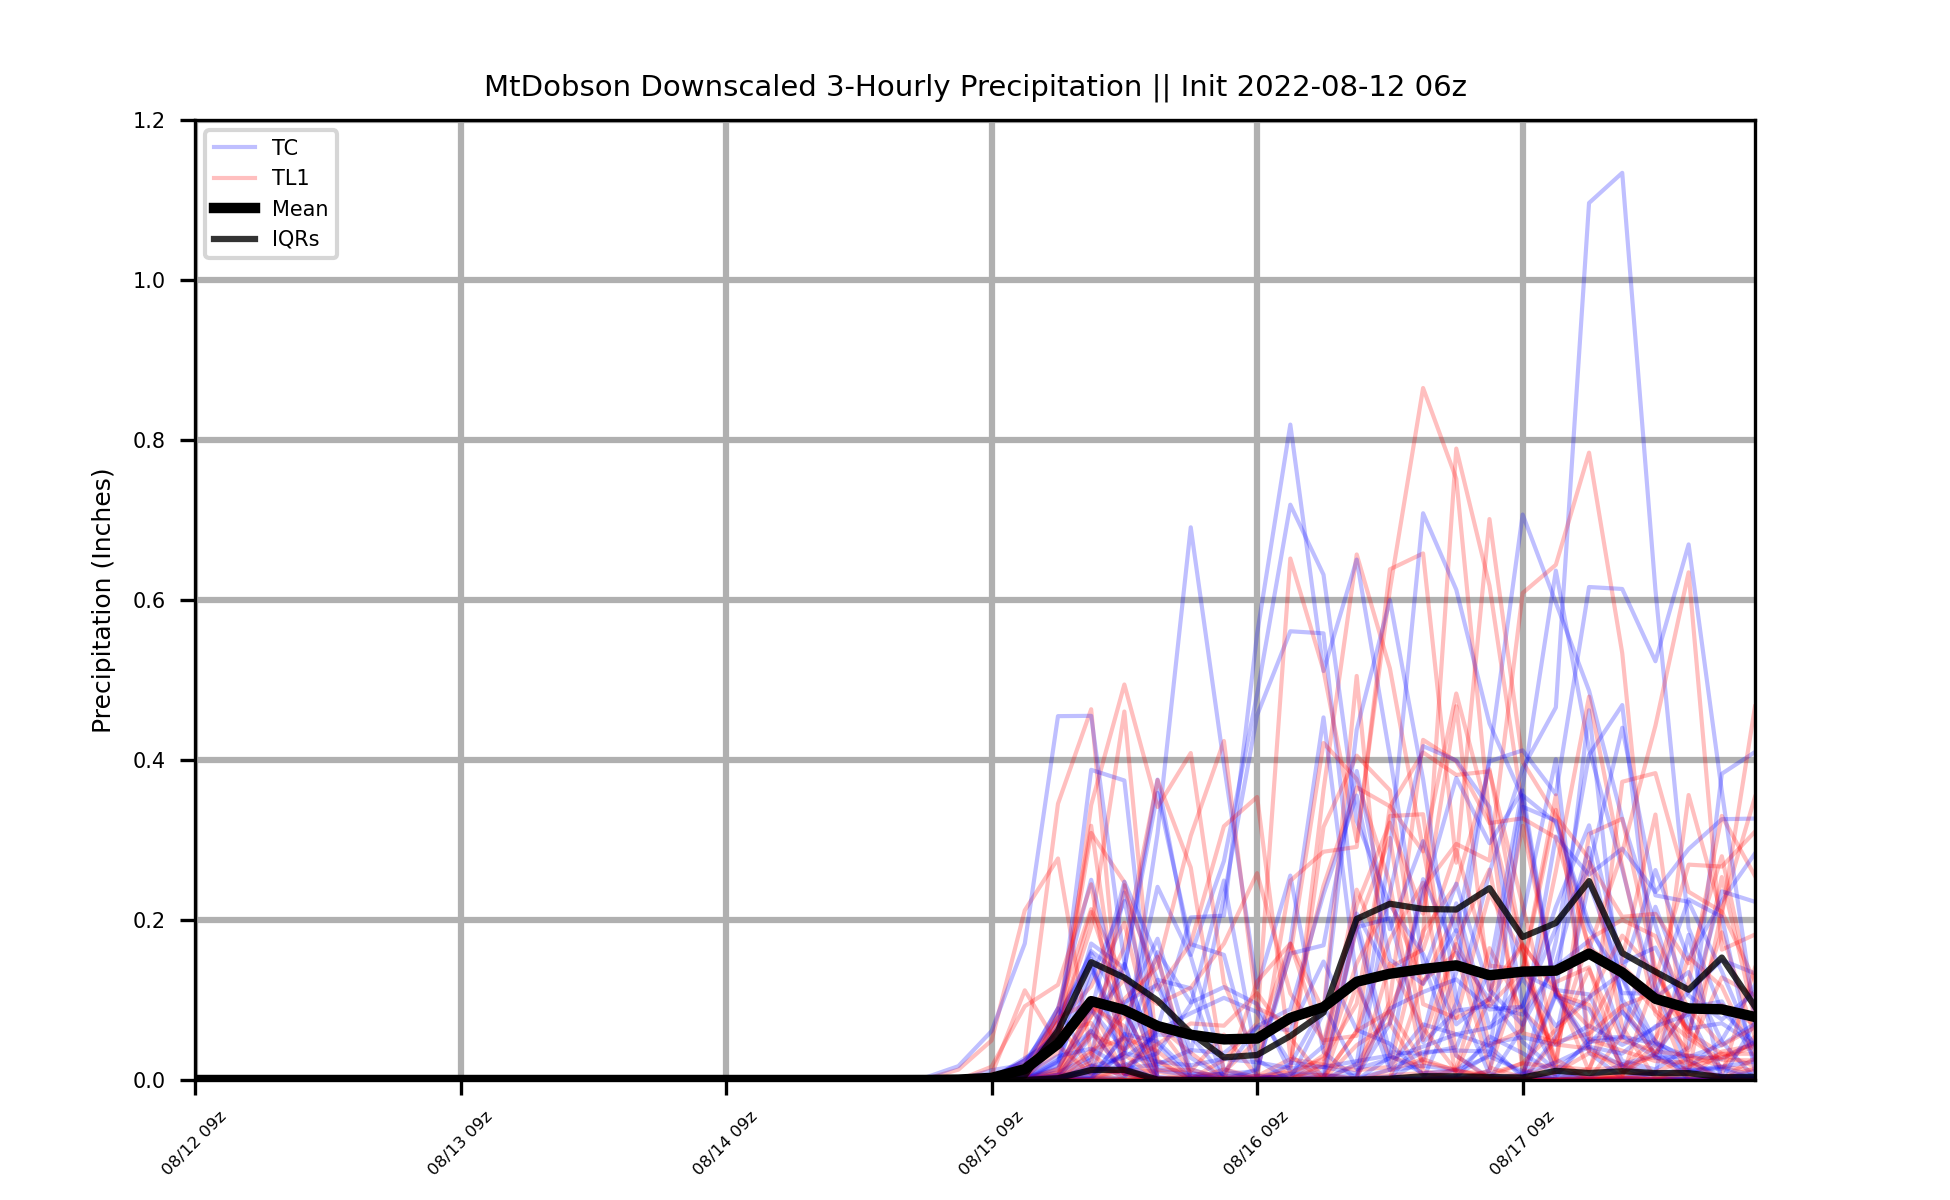 MtDobson Downscaled 3-Hourly Precipitation || Init 2022-08-12 06z
TC
TL1
Mean
IQRs
Precipitation (Inches)
1.2
1.0
0.8
0.6
0.4
0.2
0.0
08/12 09z
08/13 09z
08/14 09z
08/15 09z
08/16 09z
08/17 09z